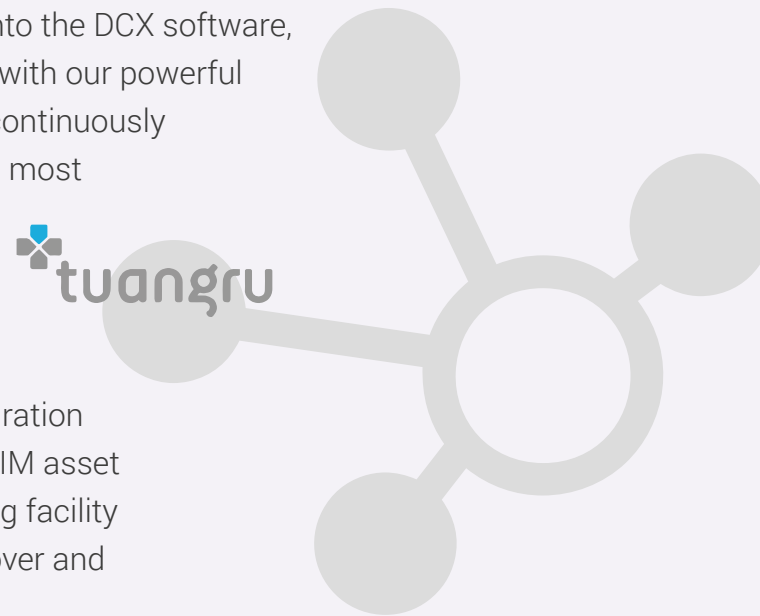 nto the DCX software,
with our powerful
ontinuously
most
tuangru
ration
IM asset
g facility
over and